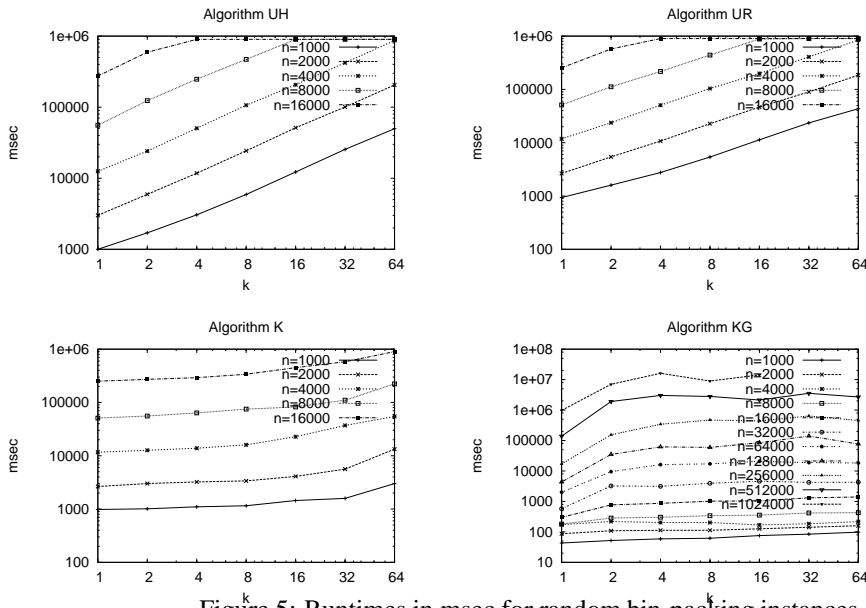 Algorithm UH
1e+06
100000
10000
1000
msec
1 2 4 8 16 32 64
k
n=1000
n=2000
n=4000
n=8000
n=16000
Algorithm UR
1e+06
100000
10000
1000
100
msec
1 2 4 8 16 32 64
k
n=1000
n=2000
n=4000
n=8000
n=16000
Algorithm K
1e+06
100000
10000
1000
100
msec
1 2 4 8 16 32 64
k
n=1000
n=2000
n=4000
n=8000
n=16000
Algorithm KG
1e+08
1e+07
1e+06
100000
10000
1000
100
10
msec
1 2 4 8 16 32 64
k
n=1000
n=2000
n=4000
n=8000
n=16000
n=32000
n=64000
n=128000
n=256000
n=512000
n=1024000
Figure 5: Runtimes in msec for random bin-packing instances